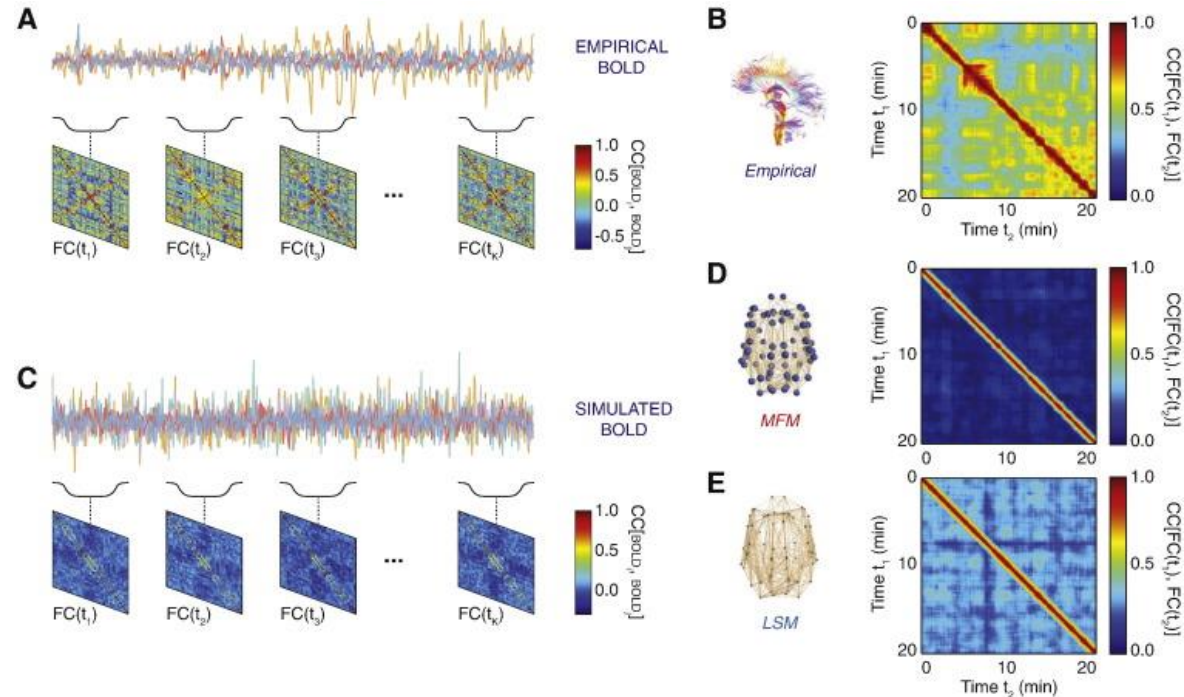 A
EMPIRICAL
BOLD
FC(t₁)
FC(t₂)
FC(t₃)
...
FC(tₖ)
1.0
0.5
0.0
-0.5
CC[BOLDᵢ, BOLDⱼ]
B
Empirical
0
10
20
Time t₁ (min)
0
10
20
Time t₂ (min)
1.0
0.5
0.0
CC[FC(t₁), FC(t₂)]
C
SIMULATED
BOLD
FC(t₁)
FC(t₂)
FC(t₃)
...
FC(tₖ)
1.0
0.5
0.0
CC[BOLDᵢ, BOLDⱼ]
D
MFM
0
10
20
Time t₁ (min)
0
10
20
1.0
0.5
0.0
CC[FC(t₁), FC(t₂)]
E
LSM
0
10
20
Time t₁ (min)
0
10
20
Time t₂ (min)
1.0
0.5
0.0
CC[FC(t₁), FC(t₂)]